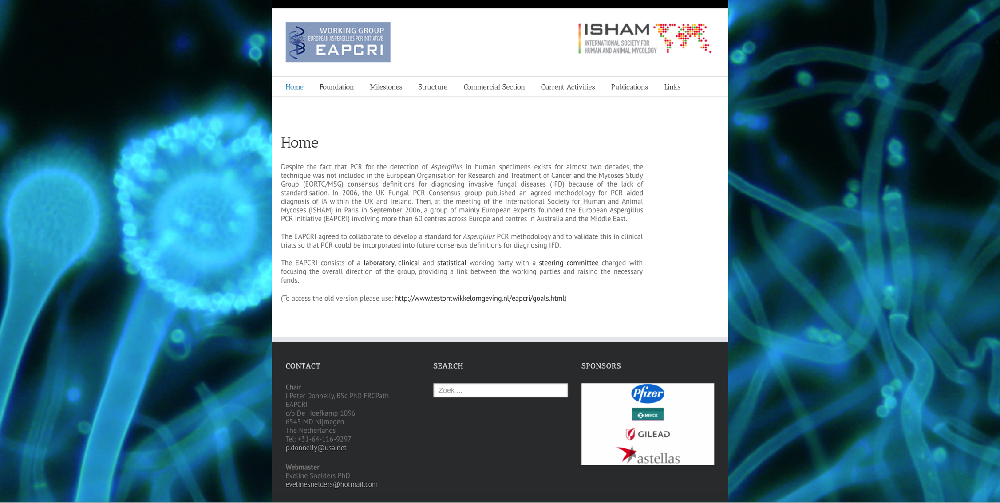 WORKING GROUP
EUROPEAN ASPERGILLUS PCR INITIATIVE
EAPCRI
ISHAM
INTERNATIONAL SOCIETY FOR
HUMAN AND ANIMAL MYCOLOGY
Home Foundation Milestones Structure Commercial Section Current Activities Publications Links
Home
Despite the fact that PCR for the detection of Aspergillus in human specimens exists for almost two decades, the
technique was not included in the European Organisation for Research and Treatment of Cancer and the Mycoses Study
Group (EORTC/MSG) consensus definitions for diagnosing invasive fungal diseases (IFD) because of the lack of
standardisation. In 2006, the UK Fungal PCR Consensus group published an agreed methodology for PCR aided
diagnosis of IA within the UK and Ireland. Then, at the meeting of the International Society for Human and Animal
Mycoses (ISHAM) in Paris in September 2006, a group of mainly European experts founded the European Aspergillus
PCR Initiative (EAPCRI) involving more than 60 centres across Europe and centres in Australia and the Middle East.
The EAPCRI agreed to collaborate to develop a standard for Aspergillus PCR methodology and to validate this in clinical
trials so that PCR could be incorporated into future consensus definitions for diagnosing IFD.
The EAPCRI consists of a laboratory, clinical and statistical working party with a steering committee charged with
focusing the overall direction of the group, providing a link between the working parties and raising the necessary
funds.
(To access the old version please use: http://www.testontwikkelomgeving.nl/eapcri/goals.html)
CONTACT
Chair
J Peter Donnelly, BSc PhD FRCPath
EAPCRI
c/o De Hoefkamp 1096
6545 MD Nijmegen
The Netherlands
Tel: +31-64-116-9297
p.donnelly@usa.net
Webmaster
Eveline Snelders PhD
evelinesnelders@hotmail.com
SEARCH
Zoek ...
SPONSORS
Pfizer
MERCK
GILEAD
astellas